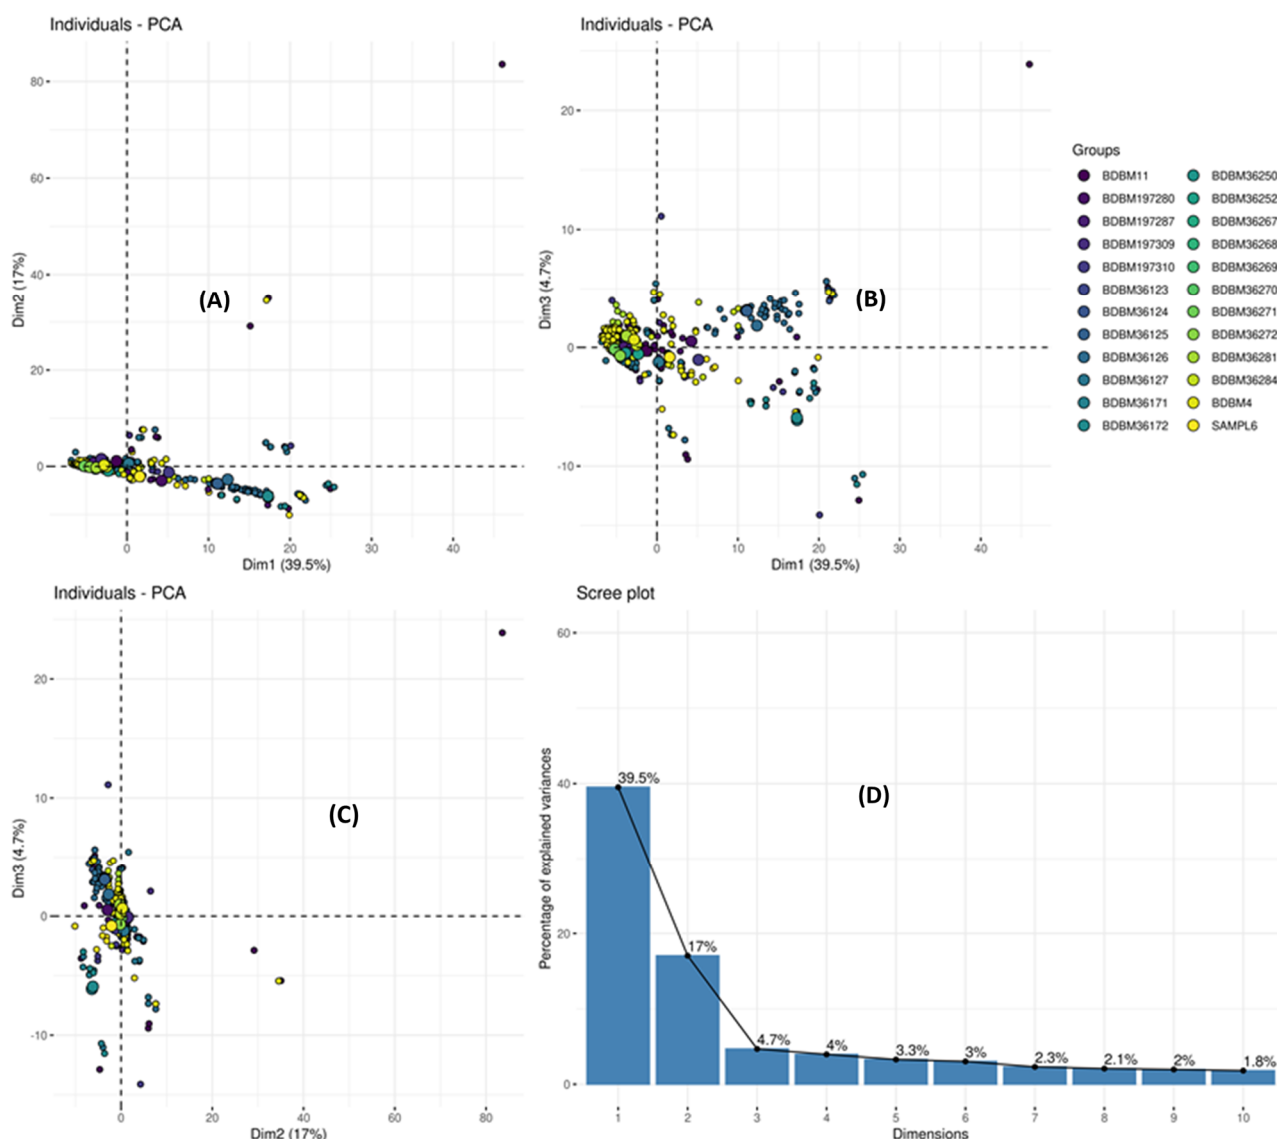 Individuals - PCA
80
60
40
20
0
0 10 20 30 40
Dim1 (39.5%)
Dim2 (17%)
(A)
Individuals - PCA
20
10
0
-10
0 10 20 30 40
Dim1 (39.5%)
Dim3 (4.7%)
(B)
Groups
BDBM11 BDBM36250
BDBM197280 BDBM36252
BDBM197287 BDBM36267
BDBM197309 BDBM36268
BDBM197310 BDBM36269
BDBM36123 BDBM36270
BDBM36124 BDBM36271
BDBM36125 BDBM36272
BDBM36126 BDBM36281
BDBM36127 BDBM36284
BDBM36171 BDBM4
BDBM36172 SAMPL6
Individuals - PCA
20
10
0
-10
0 20 40 60 80
Dim2 (17%)
Dim3 (4.7%)
(C)
Scree plot
60
40
20
0
39.5%
17%
4.7%
4%
3.3%
3%
2.3%
2.1%
2%
1.8%
(D)
1 2 3 4 5 6 7 8 9 10
Dimensions
Percentage of explained variances